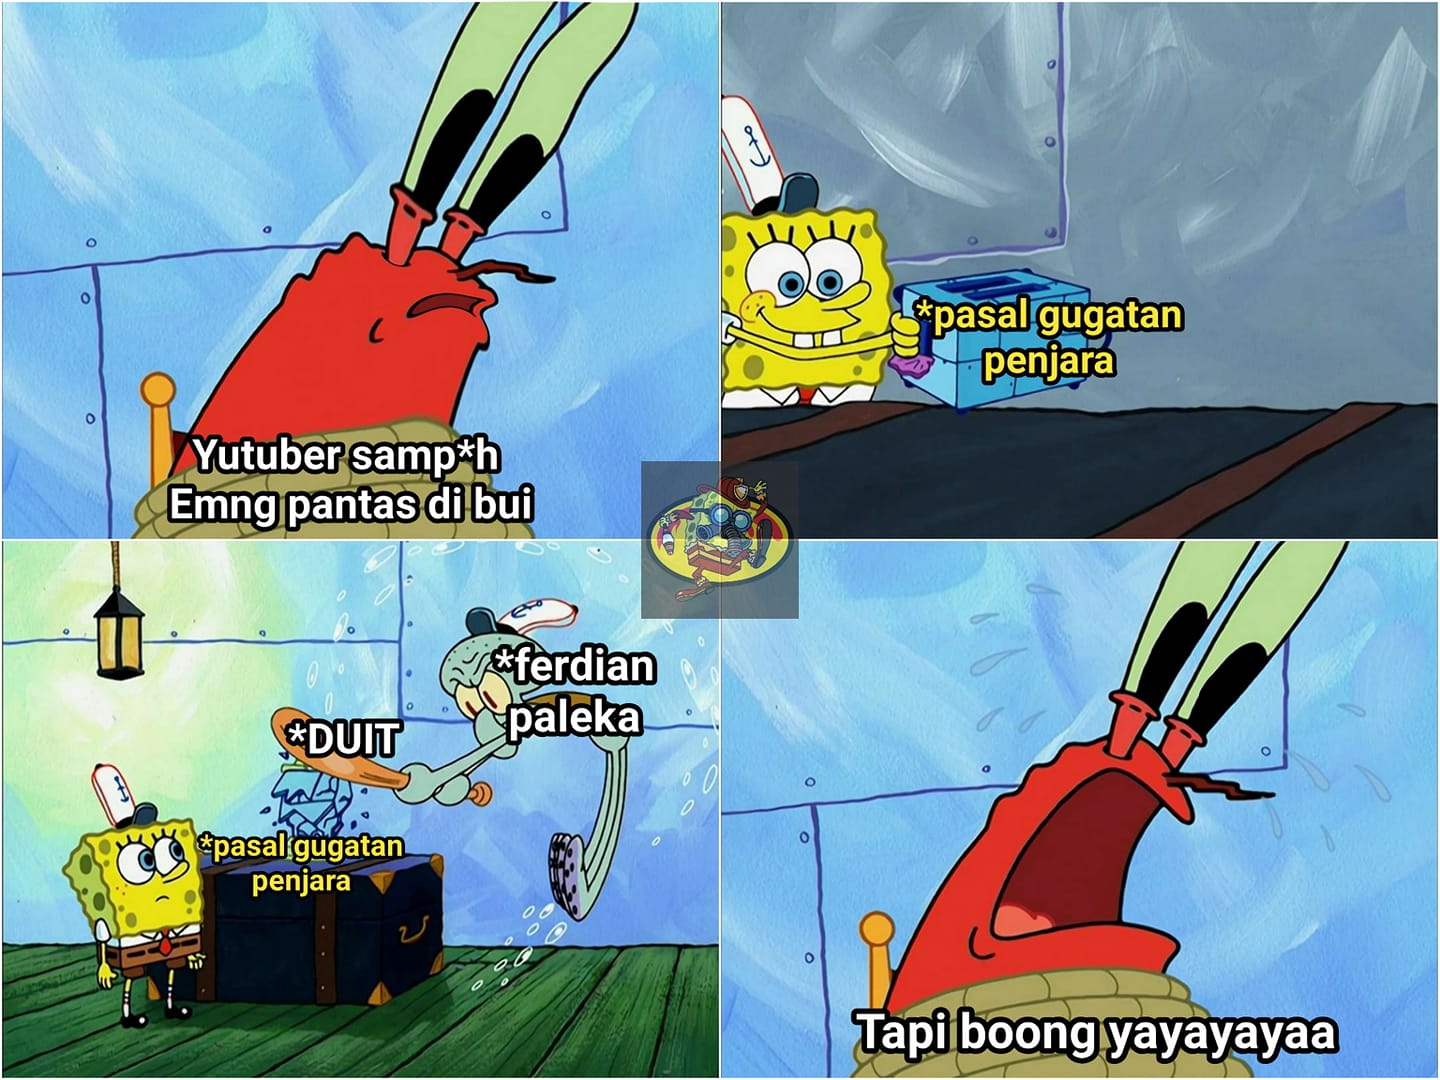 Yutuber samp*h
Emng pantas di bui
*pasal gugatan
penjara
*ferdian
paleka
*DUIT
*pasal gugatan
penjara
Tapi boong yayayayaa